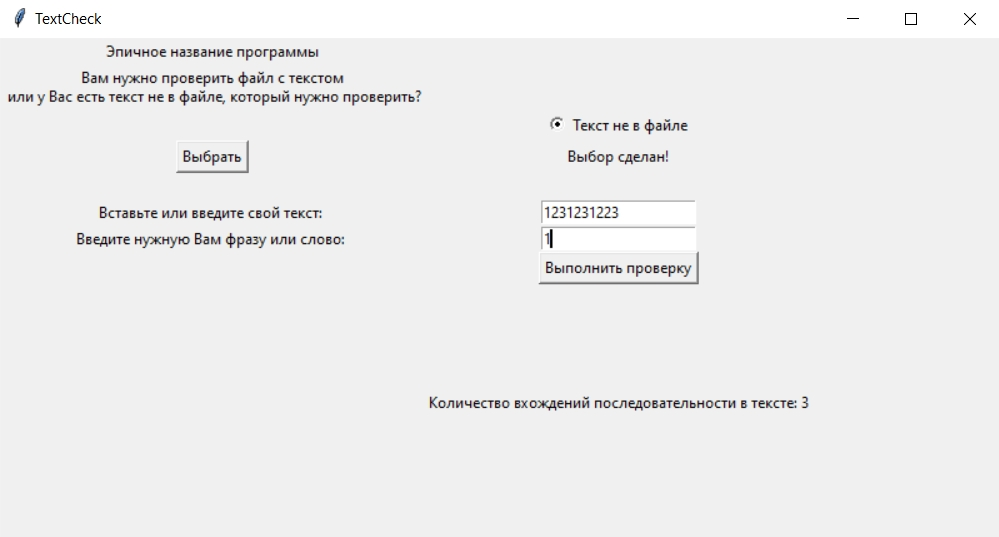 TextCheck
Эпичное название программы
Вам нужно проверить файл с текстом
или у Вас есть текст не в файле, который нужно проверить?
Текст не в файле
Выбрать
Выбор сделан!
Вставьте или введите свой текст:
1231231223
Введите нужную Вам фразу или слово:
1
Выполнить проверку
Количество вхождений последовательности в тексте: 3